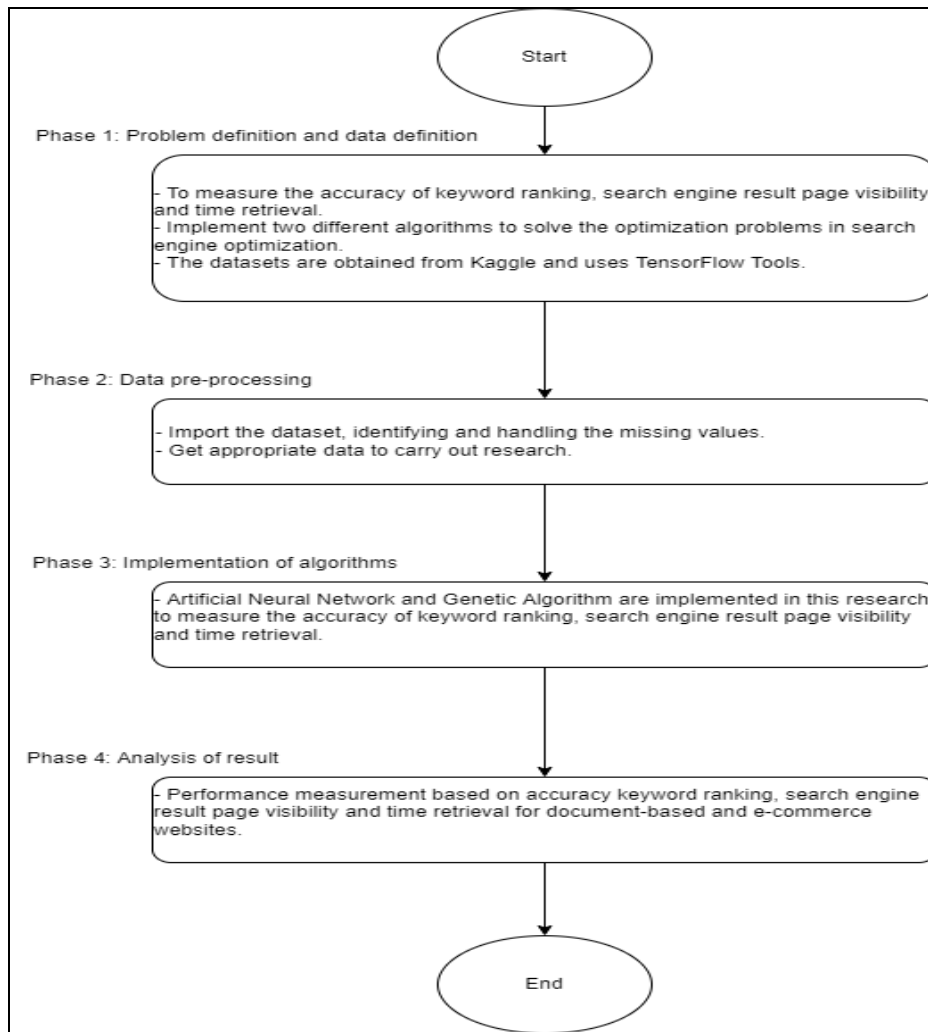 Start
Phase 1: Problem definition and data definition
- To measure the accuracy of keyword ranking, search engine result page visibility
and time retrieval.
- Implement two different algorithms to solve the optimization problems in search
engine optimization.
- The datasets are obtained from Kaggle and uses TensorFlow Tools.
Phase 2: Data pre-processing
- Import the dataset, identifying and handling the missing values.
- Get appropriate data to carry out research.
Phase 3: Implementation of algorithms
- Artificial Neural Network and Genetic Algorithm are implemented in this research
to measure the accuracy of keyword ranking, search engine result page visibility
and time retrieval.
Phase 4: Analysis of result
- Performance measurement based on accuracy keyword ranking, search engine
result page visibility and time retrieval for document-based and e-commerce
websites.
End